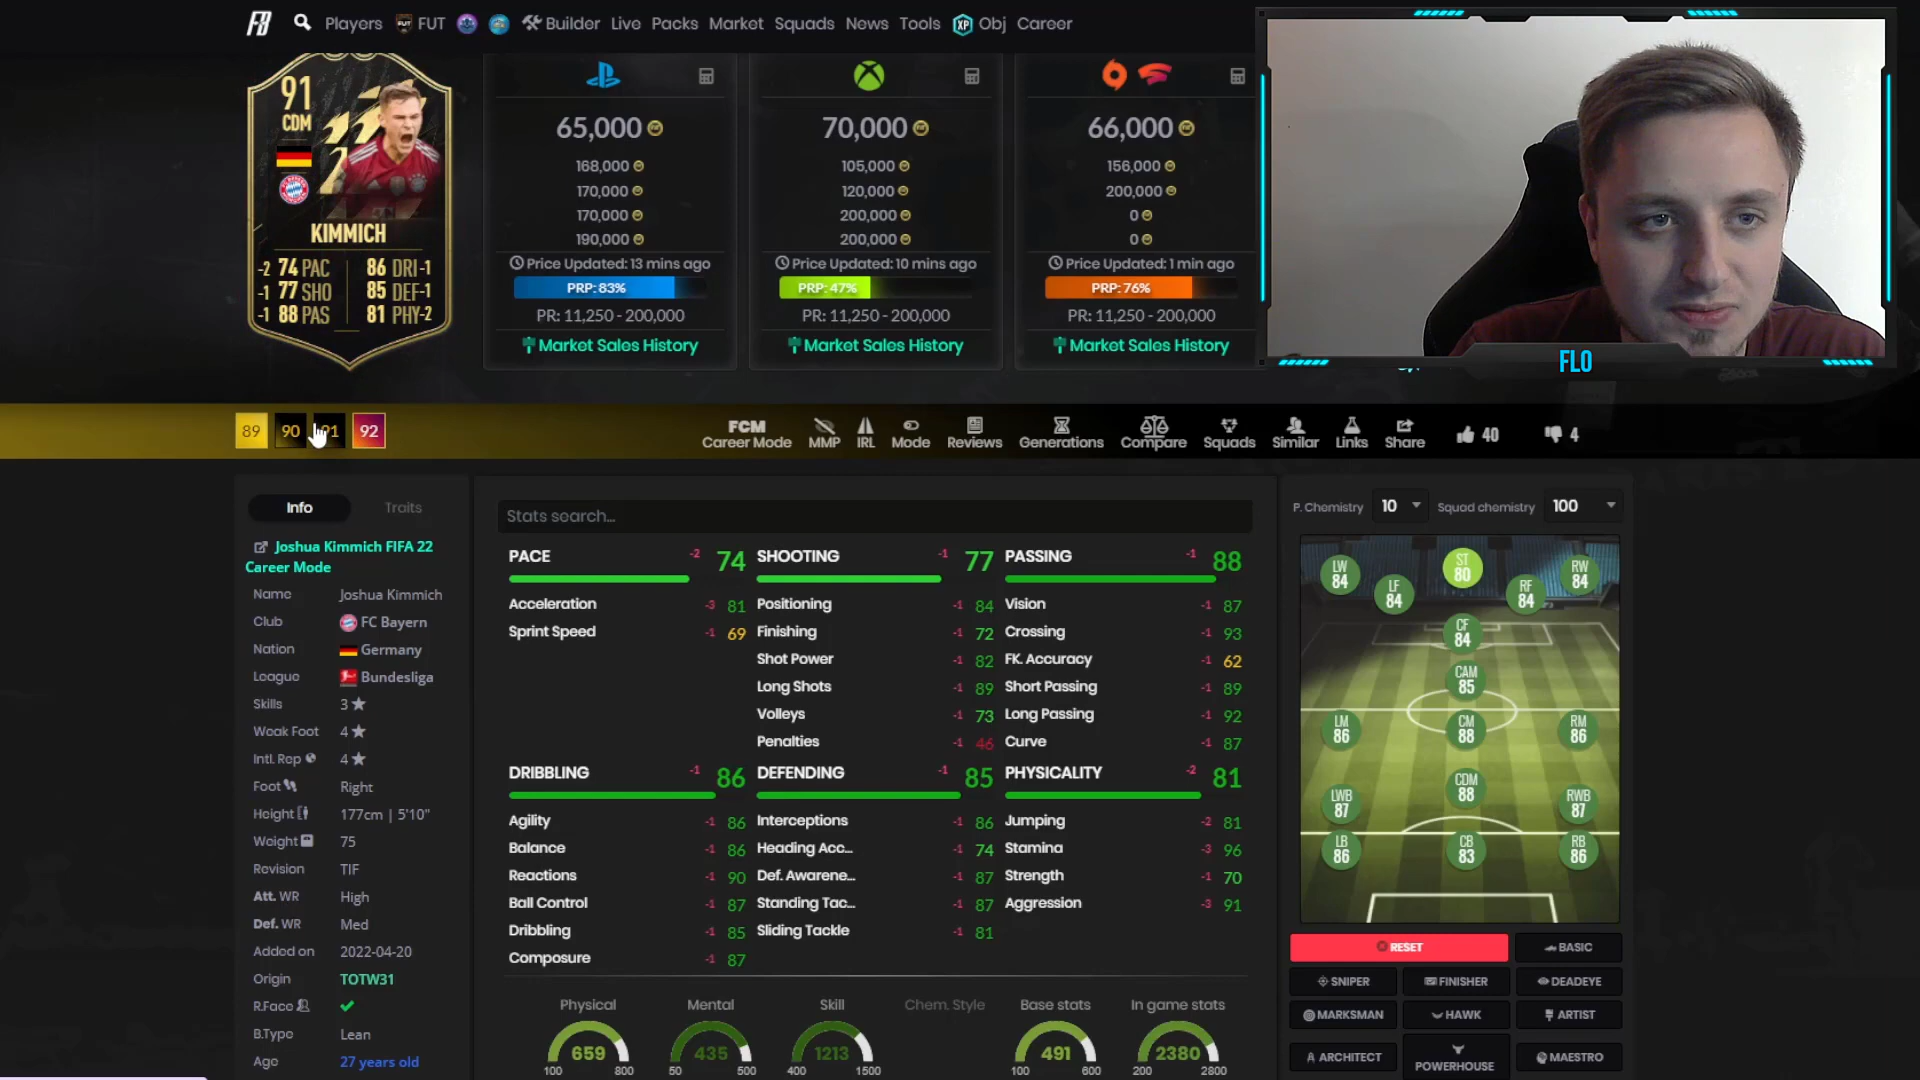 Players FUT Builder Live Packs Market Squads News Tools XP Obj Career
91
CDM
KIMMICH
-2 74 PAC 86 DRI -1
-1 77 SHO 85 DEF -1
-1 88 PAS 81 PHY -2
65,000
168,000
170,000
170,000
190,000
Price Updated: 13 mins ago
PRP: 83%
PR: 11,250 - 200,000
Market Sales History
70,000
105,000
120,000
200,000
200,000
Price Updated: 10 mins ago
PRP: 47%
PR: 11,250 - 200,000
Market Sales History
66,000
156,000
200,000
0
0
Price Updated: 1 min ago
PRP: 76%
PR: 11,250 - 200,000
Market Sales History
FLO
89 90 91 92
FCM
Career Mode MMP IRL Mode Reviews Generations Compare Squads Similar Links Share 40 4
Info Traits
Joshua Kimmich FIFA 22
Career Mode
Name Joshua Kimmich
Club FC Bayern
Nation Germany
League Bundesliga
Skills 3
Weak Foot 4
Intl. Rep 4
Foot Right
Height 177cm | 5'10"
Weight 75
Revision TIF
Att. WR High
Def. WR Med
Added on 2022-04-20
Origin TOTW31
R.Face
B.Type Lean
Age 27 years old
Stats search...
PACE -2 74
Acceleration -3 81
Sprint Speed -1 69
SHOOTING -1 77
Positioning -1 84
Finishing -1 72
Shot Power -1 82
Long Shots -1 89
Volleys -1 73
Penalties -1 46
PASSING -1 88
Vision -1 87
Crossing -1 93
FK. Accuracy -1 62
Short Passing -1 89
Long Passing -1 92
Curve -1 87
DRIBBLING -1 86
Agility -1 86
Balance -1 86
Reactions -1 90
Ball Control -1 87
Dribbling -1 85
Composure -1 87
DEFENDING -1 85
Interceptions -1 86
Heading Acc... -1 74
Def. Awarene... -1 87
Standing Tac... -1 87
Sliding Tackle -1 81
PHYSICALITY -2 81
Jumping -2 81
Stamina -3 96
Strength -1 70
Aggression -3 91
Physical Mental Skill Chem. Style Base stats In game stats
659 435 1213 491 2380
100 800 50 500 400 1500 100 600 200 2800
P. Chemistry 10 Squad chemistry 100
LW
84
ST
80
RW
84
LF
84
RF
84
CF
84
CAM
85
LM
86
CM
88
RM
86
LWB
87
CDM
88
RWB
87
LB
86
CB
83
RB
86
RESET BASIC
SNIPER FINISHER DEADEYE
MARKSMAN HAWK ARTIST
ARCHITECT POWERHOUSE MAESTRO